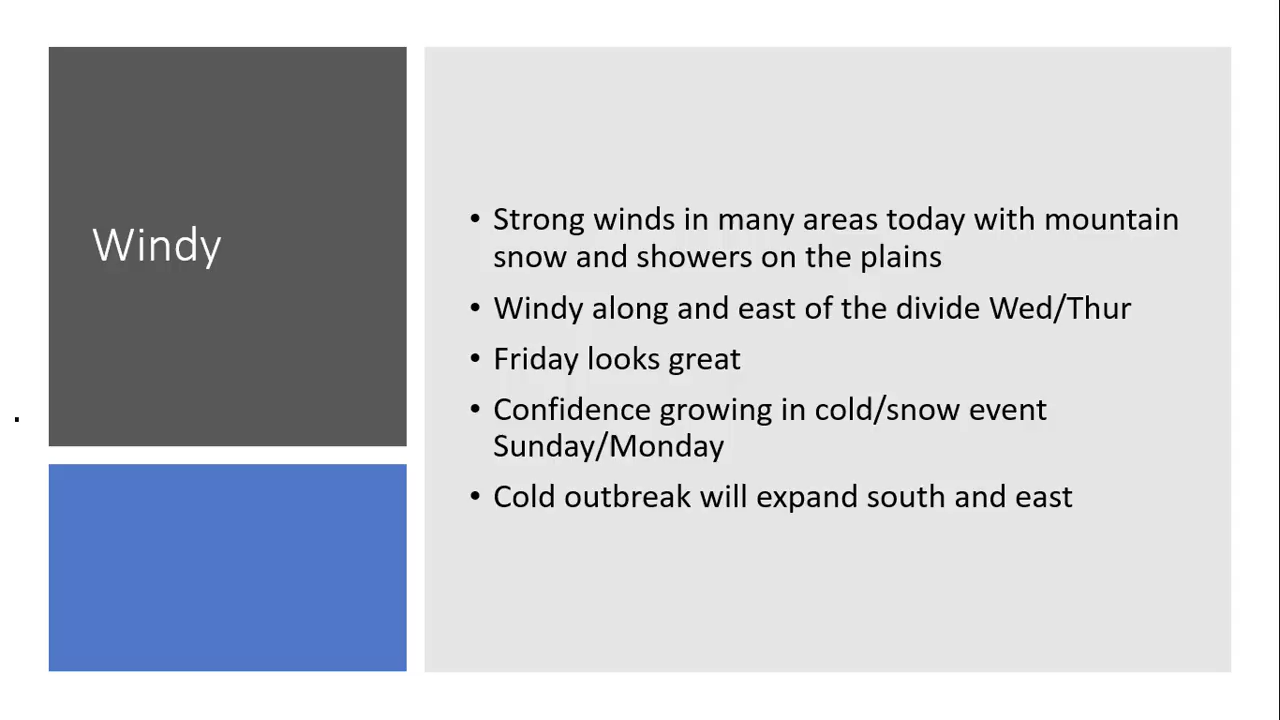 Windy
• Strong winds in many areas today with mountain
snow and showers on the plains
• Windy along and east of the divide Wed/Thur
• Friday looks great
• Confidence growing in cold/snow event
Sunday/Monday
• Cold outbreak will expand south and east
.